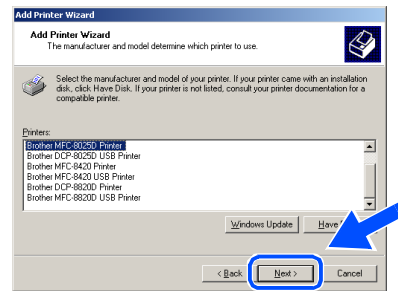 Add Printer Wizard
Add Printer Wizard
The manufacturer and model determine which printer to use.
Select the manufacturer and model of your printer. If your printer came with an installation
disk, click Have Disk. If your printer is not listed, consult your printer documentation for a
compatible printer.
Printers:
Brother MFC-8025D Printer
Brother DCP-8025D USB Printer
Brother MFC-8420 Printer
Brother MFC-8420 USB Printer
Brother DCP-8820D Printer
Brother MFC-8820D USB Printer
Windows Update Have
< Back Next > Cancel